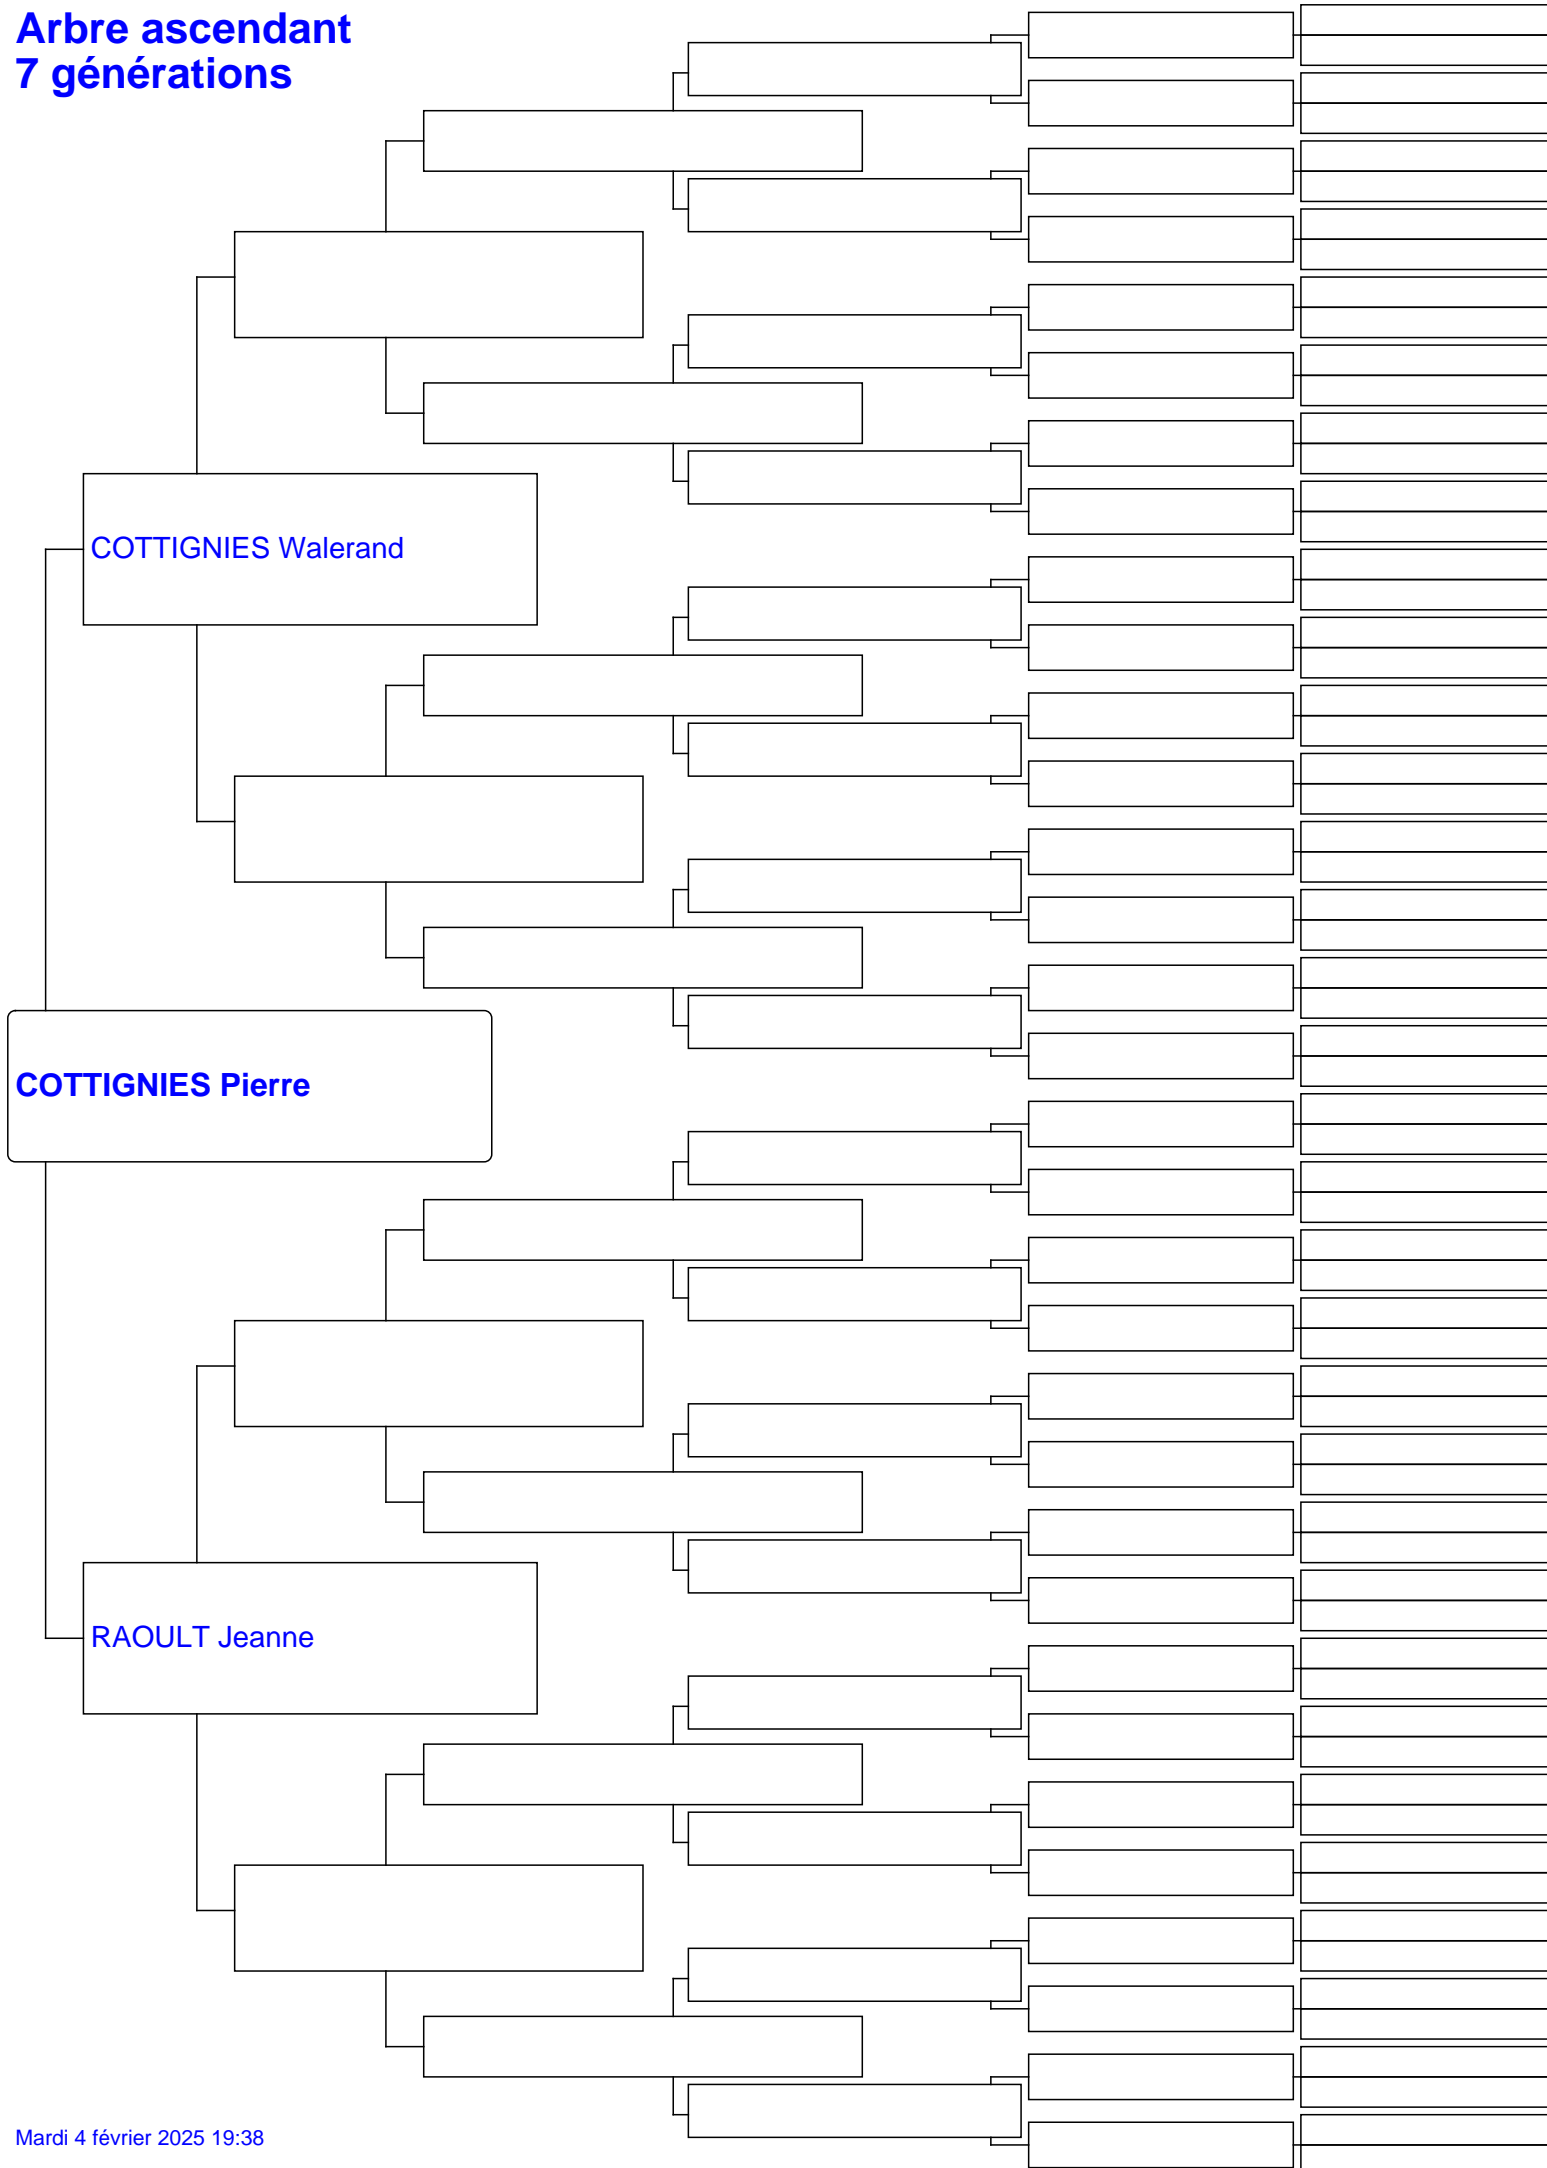 Arbre ascendant
7 générations
COTTIGNIES Walerand
COTTIGNIES Pierre
RAOULT Jeanne
Mardi 4 février 2025 19:38